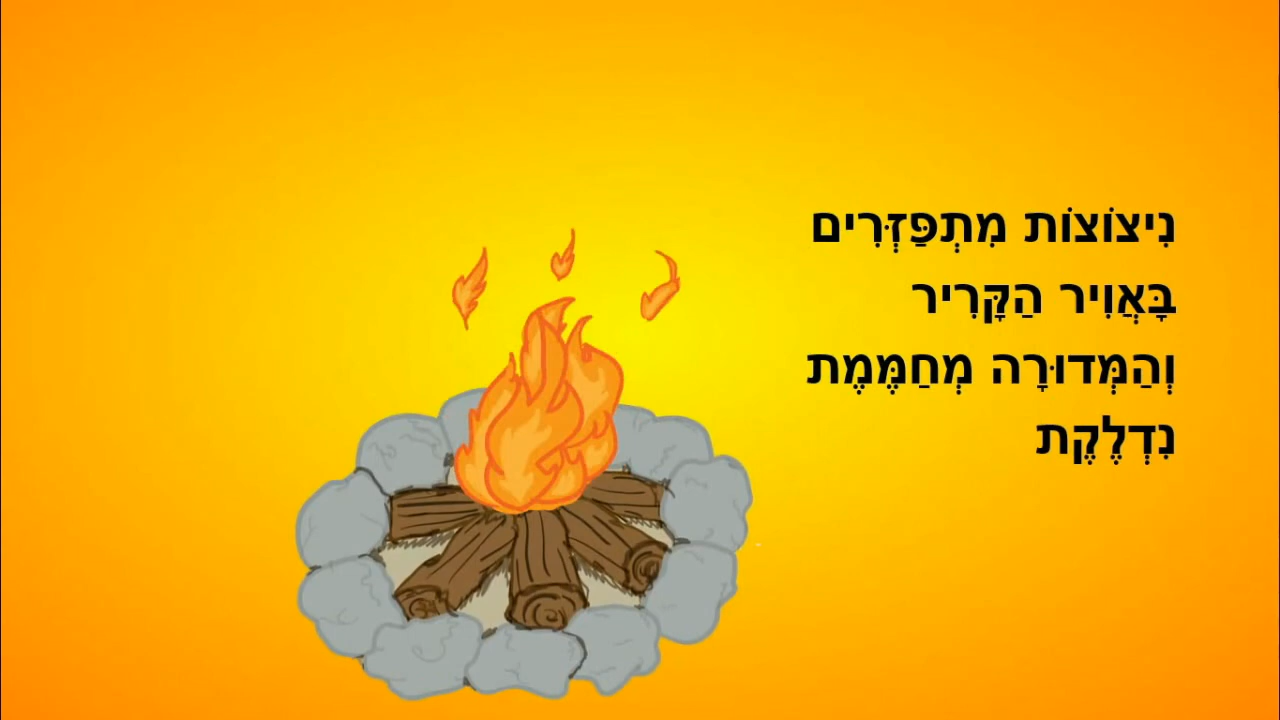 נִיצוֹצוֹת מִתְפַּזְּרִים
בָּאֲוִיר הַקָּרִיר
וְהַמְּדוּרָה מְחַמֶּמֶת
נִדְלֶקֶת